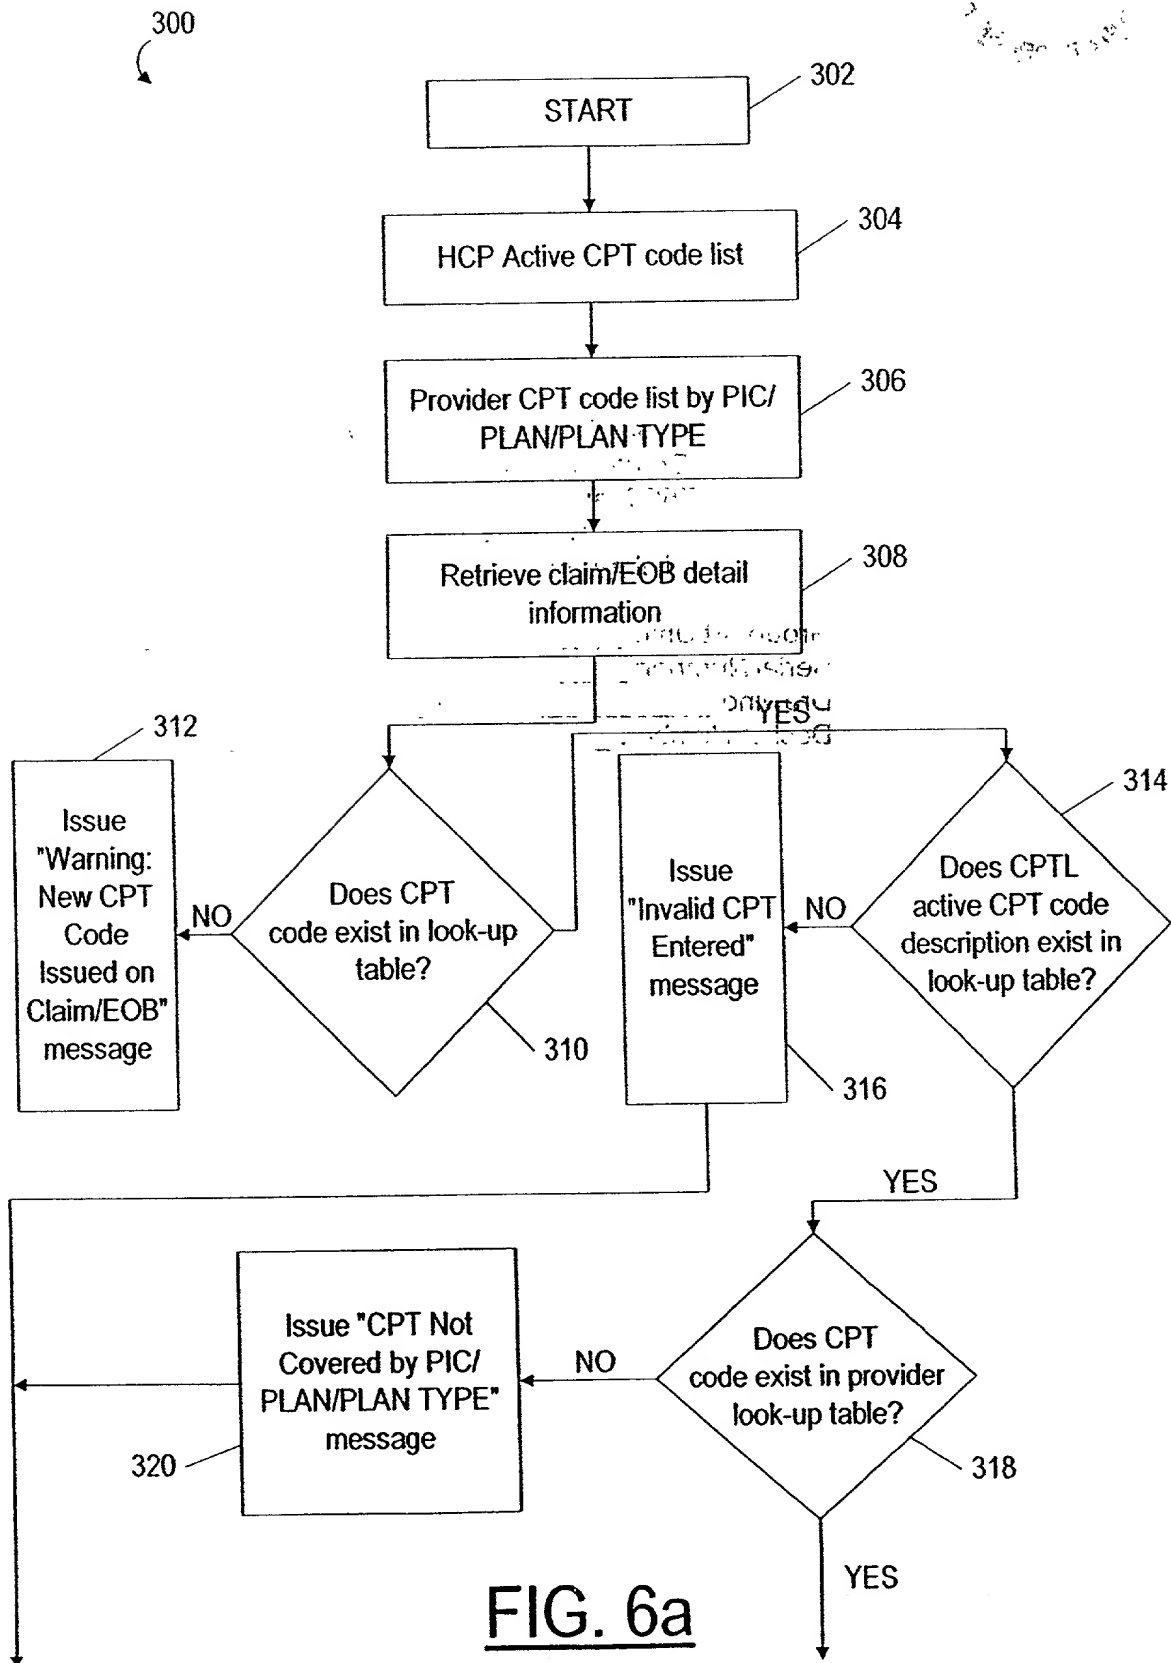 300
302
START
304
HCP Active CPT code list
306
Provider CPT code list by PIC/
PLAN/PLAN TYPE
308
Retrieve claim/EOB detail
information
YES
312
314
Issue
"Warning:
New CPT
Code
Issued on
Claim/EOB"
message
NO
Does CPT
code exist in look-up
table?
310
Issue
"Invalid CPT
Entered"
message
316
NO
Does CPTL
active CPT code
description exist in
look-up table?
YES
Issue "CPT Not
Covered by PIC/
PLAN/PLAN TYPE"
message
320
NO
Does CPT
code exist in provider
look-up table?
318
YES
FIG. 6a